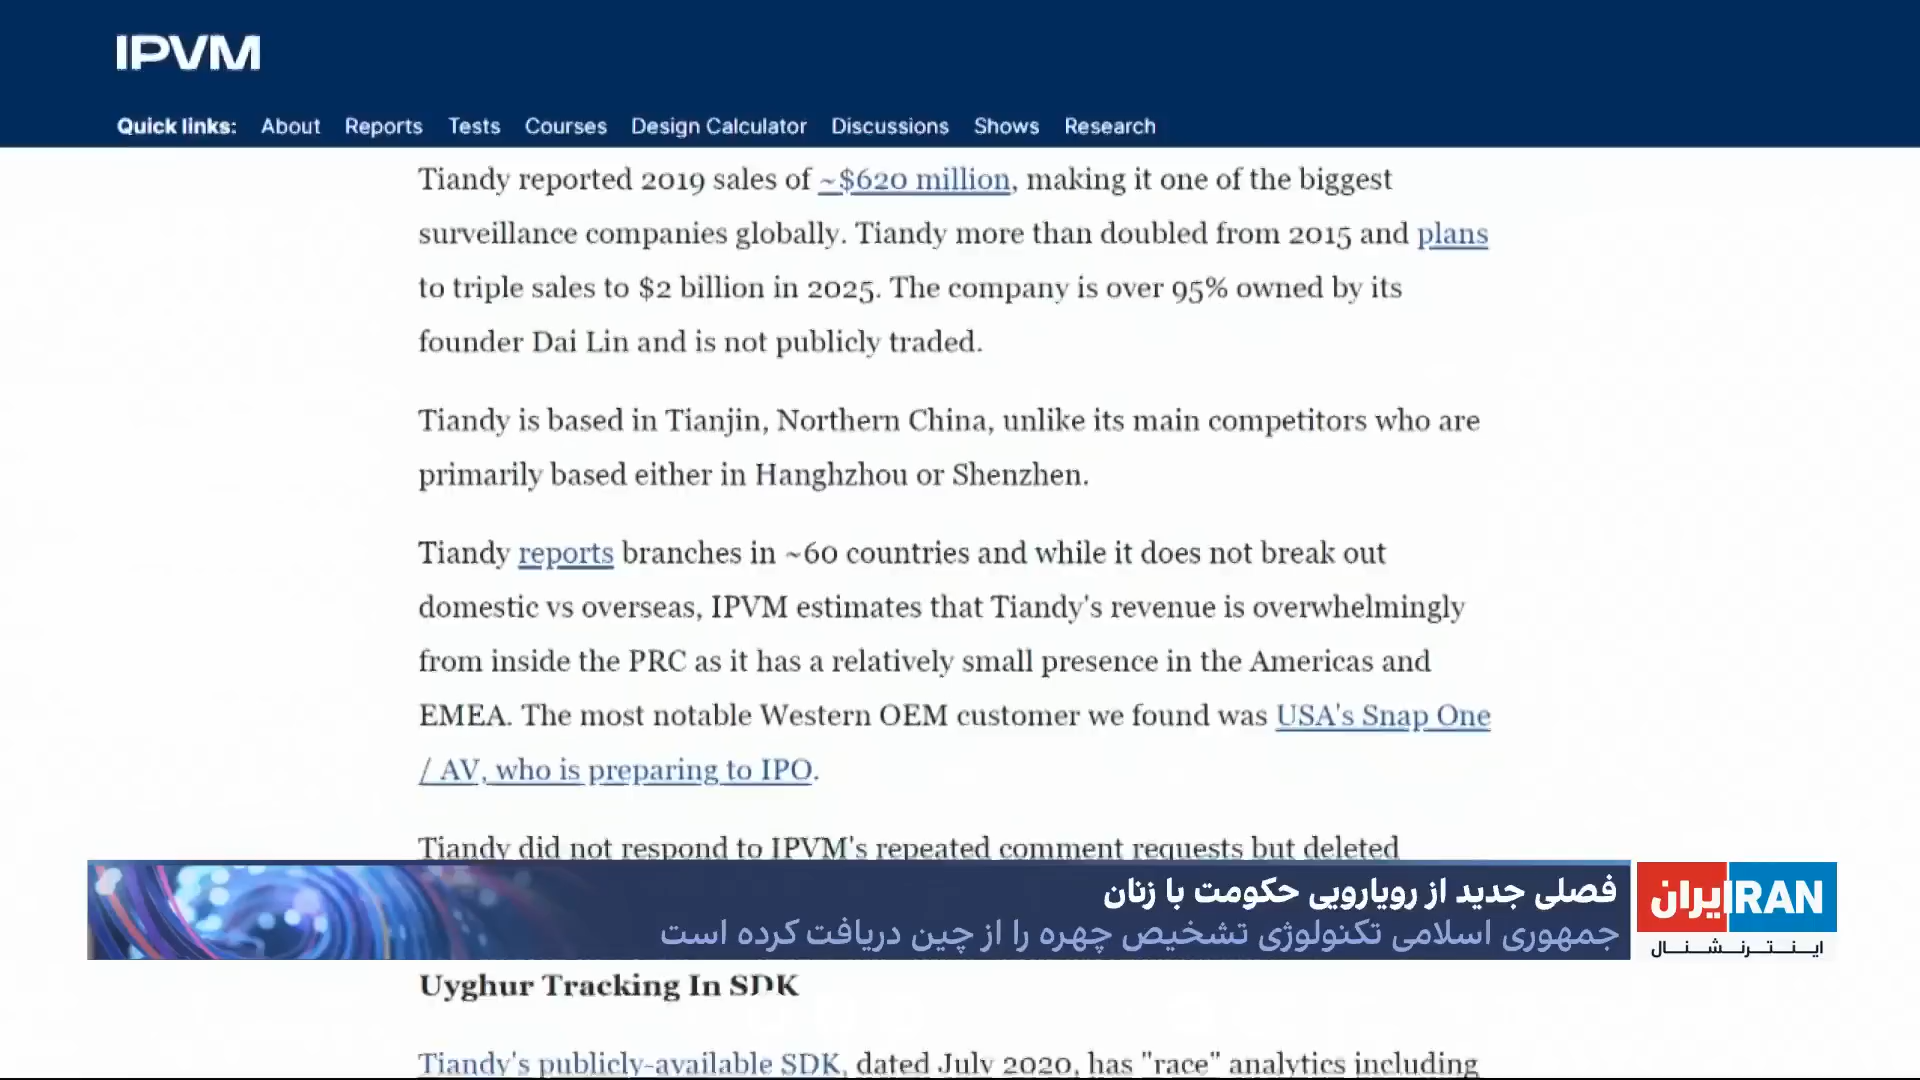 IPVM
Quick links: About Reports Tests Courses Design Calculator Discussions Shows Research
Tiandy reported 2019 sales of ~$620 million, making it one of the biggest
surveillance companies globally. Tiandy more than doubled from 2015 and plans
to triple sales to $2 billion in 2025. The company is over 95% owned by its
founder Dai Lin and is not publicly traded.
Tiandy is based in Tianjin, Northern China, unlike its main competitors who are
primarily based either in Hanghzhou or Shenzhen.
Tiandy reports branches in ~60 countries and while it does not break out
domestic vs overseas, IPVM estimates that Tiandy's revenue is overwhelmingly
from inside the PRC as it has a relatively small presence in the Americas and
EMEA. The most notable Western OEM customer we found was USA's Snap One
/ AV, who is preparing to IPO.
Tiandy did not respond to IPVM's repeated comment requests but deleted
فصلی جدید از رویارویی حکومت با زنان
جمهوری اسلامی تکنولوژی تشخیص چهره را از چین دریافت کرده است
ایران IRAN
اینترنشنال
Uyghur Tracking In SDK
Tiandy's publicly-available SDK, dated July 2020, has "race" analytics including